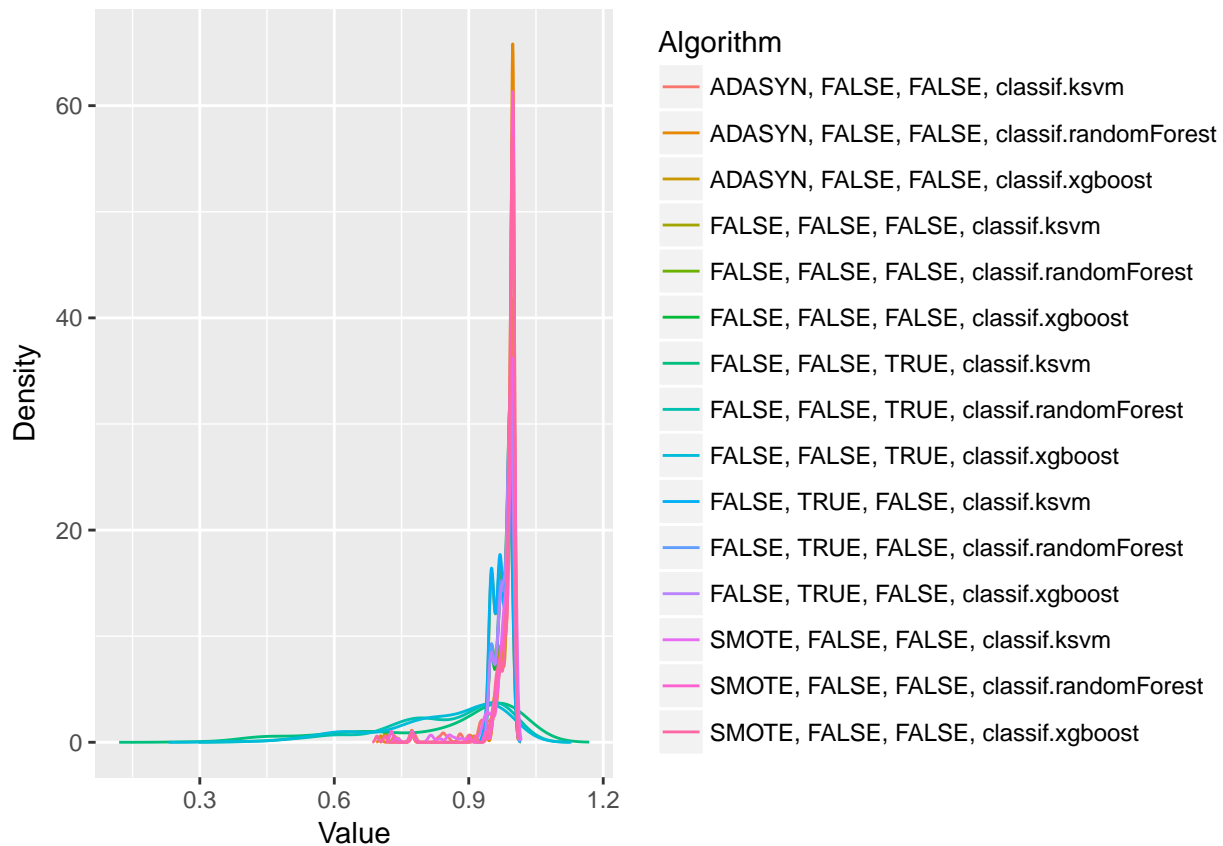 Density
60
40
20
0
0.3 0.6 0.9 1.2
Value
Algorithm
ADASYN, FALSE, FALSE, classif.ksvm
ADASYN, FALSE, FALSE, classif.randomForest
ADASYN, FALSE, FALSE, classif.xgboost
FALSE, FALSE, FALSE, classif.ksvm
FALSE, FALSE, FALSE, classif.randomForest
FALSE, FALSE, FALSE, classif.xgboost
FALSE, FALSE, TRUE, classif.ksvm
FALSE, FALSE, TRUE, classif.randomForest
FALSE, FALSE, TRUE, classif.xgboost
FALSE, TRUE, FALSE, classif.ksvm
FALSE, TRUE, FALSE, classif.randomForest
FALSE, TRUE, FALSE, classif.xgboost
SMOTE, FALSE, FALSE, classif.ksvm
SMOTE, FALSE, FALSE, classif.randomForest
SMOTE, FALSE, FALSE, classif.xgboost